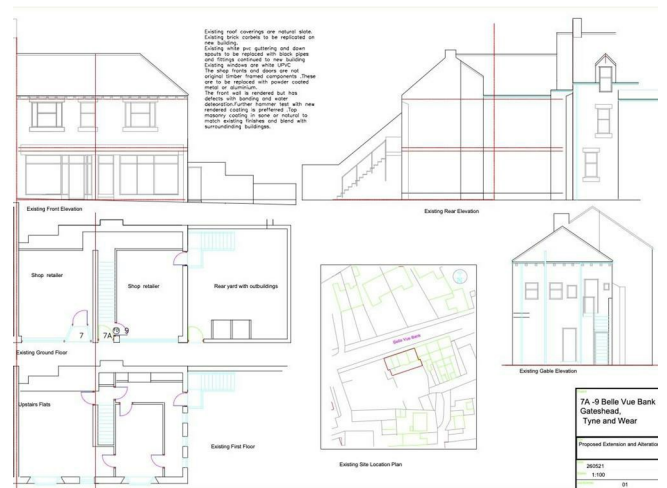 Existing roof coverings are natural slate.
Existing brick corbels to be replicated on
new building.
Existing white pvc guttering and down
spouts to be replaced with black pipes
and fittings continued to new building
Existing windows are white UPVC
The shop fronts and doors are not
original timber framed components .These
are to be replaced with powder coated
metal or aluminium.
The front wall is rendered but has
defects with bonding and water
deteoration.Further hammer test with new
rendered coating is prefferred .Top
masonry coating in sone or natural to
match existing finishes and blend with
surroundinding buildings.
Existing Front Elevation
Existing Rear Elevation
Shop retailer
Shop retailer
Rear yard with outbuildings
7
7A
9
Existing Ground Floor
Belle Vue Bank
Existing Gable Elevation
Upstairs Flats
Existing First Floor
Existing Site Location Plan
7A -9 Belle Vue Bank
Gateshead,
Tyne and Wear
Proposed Extension and Alteration
260521
1:100
01